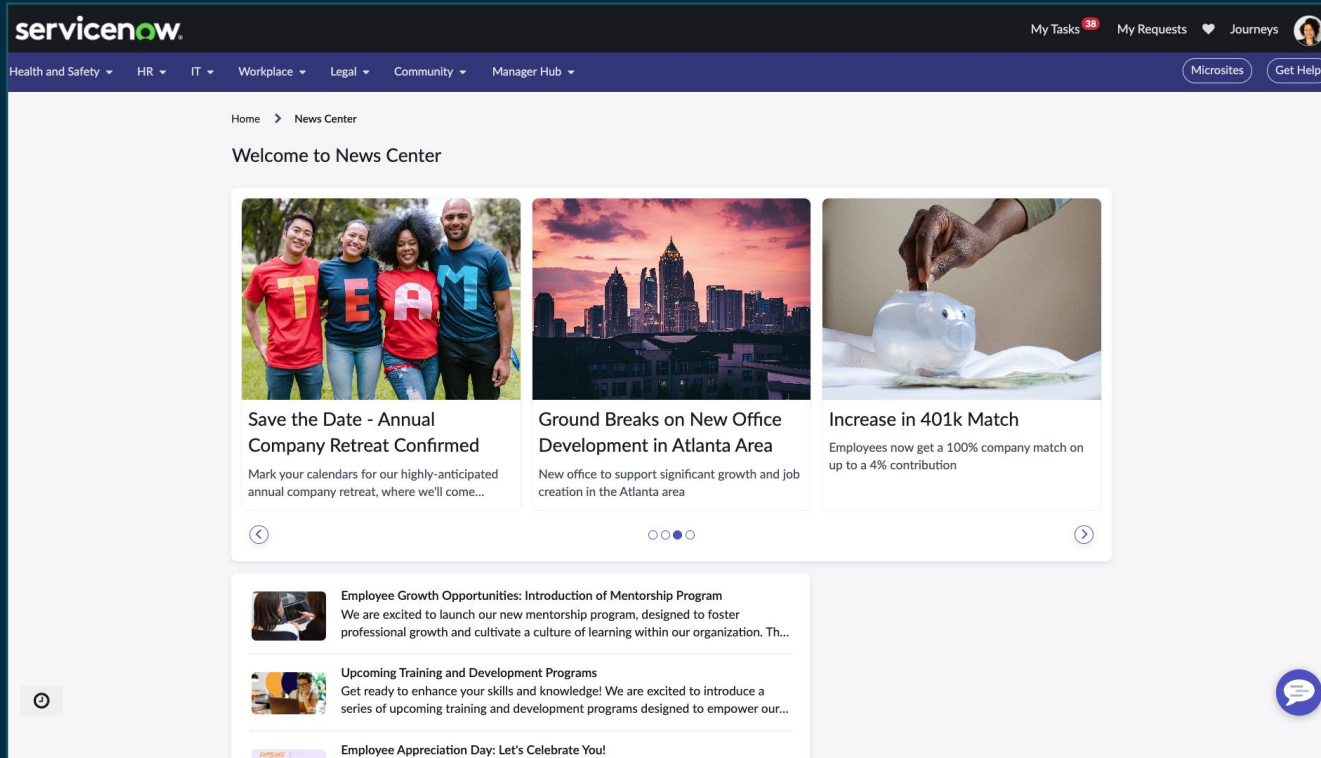 servicenow.
My Tasks 38 My Requests Journeys
Health and Safety HR IT Workplace Legal Community Manager Hub Microsites Get Help
Home > News Center
Welcome to News Center
TEAM
Save the Date - Annual
Company Retreat Confirmed
Mark your calendars for our highly-anticipated
annual company retreat, where we'll come...
Ground Breaks on New Office
Development in Atlanta Area
New office to support significant growth and job
creation in the Atlanta area
Increase in 401k Match
Employees now get a 100% company match on
up to a 4% contribution
Employee Growth Opportunities: Introduction of Mentorship Program
We are excited to launch our new mentorship program, designed to foster
professional growth and cultivate a culture of learning within our organization. Th...
Upcoming Training and Development Programs
Get ready to enhance your skills and knowledge! We are excited to introduce a
series of upcoming training and development programs designed to empower our...
Employee Appreciation Day: Let's Celebrate You!